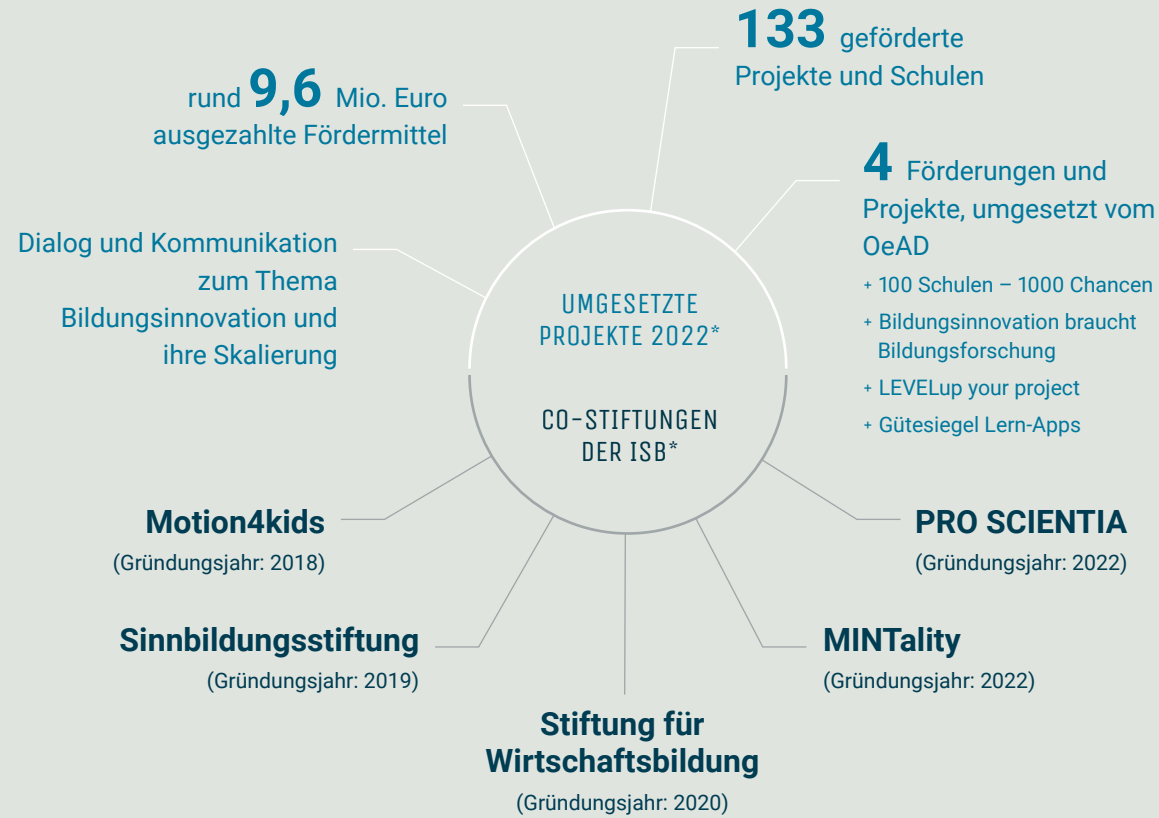 133 geförderte
Projekte und Schulen
rund 9,6 Mio. Euro
ausgezahlte Fördermittel
4 Förderungen und
Projekte, umgesetzt vom
OeAD
+ 100 Schulen – 1000 Chancen
+ Bildungsinnovation braucht
Bildungsforschung
+ LEVELup your project
+ Gütesiegel Lern-Apps
Dialog und Kommunikation
zum Thema
Bildungsinnovation und
ihre Skalierung
UMGESETZTE
PROJEKTE 2022*
CO-STIFTUNGEN
DER ISB*
Motion4kids
(Gründungsjahr: 2018)
PRO SCIENTIA
(Gründungsjahr: 2022)
Sinnbildungsstiftung
(Gründungsjahr: 2019)
MINTality
(Gründungsjahr: 2022)
Stiftung für
Wirtschaftsbildung
(Gründungsjahr: 2020)